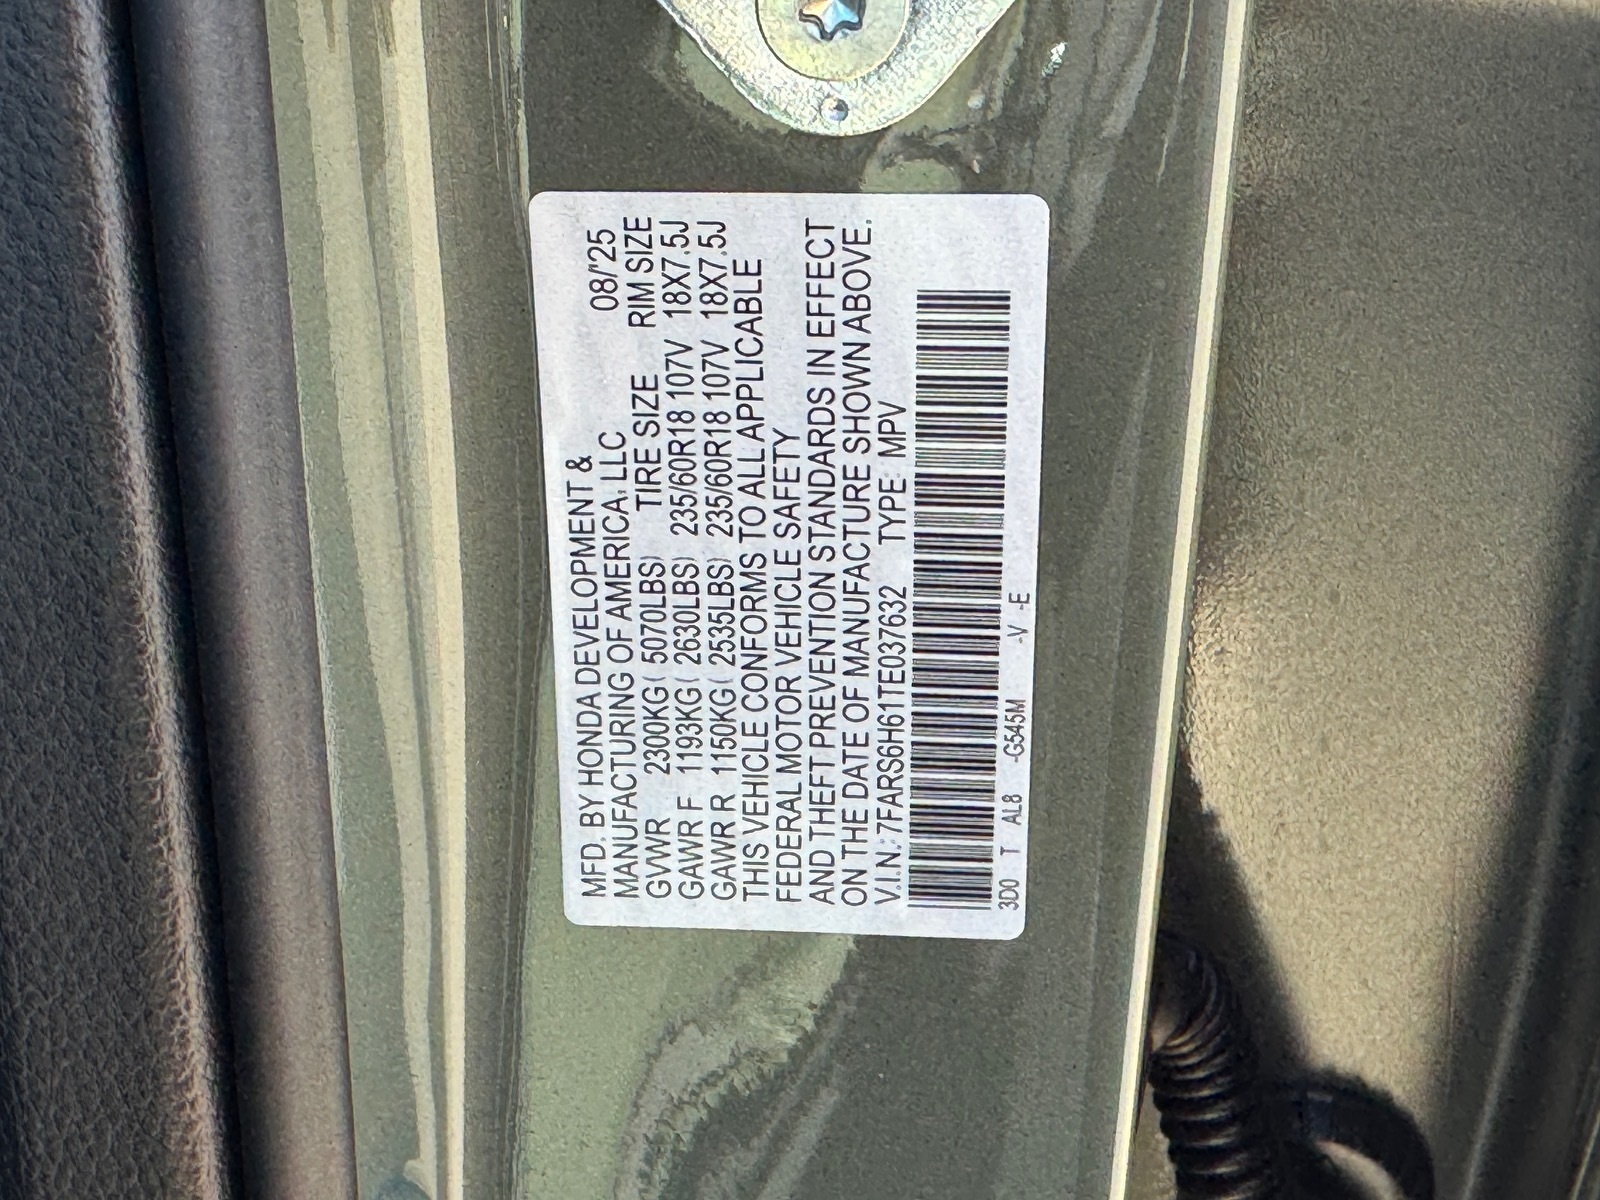 MFD. BY HONDA DEVELOPMENT &
MANUFACTURING OF AMERICA, LLC 08/'25
GVWR 2300KG( 5070LBS) TIRE SIZE RIM SIZE
GAWR F 1193KG( 2630LBS) 235/60R18 107V 18X7.5J
GAWR R 1150KG( 2535LBS) 235/60R18 107V 18X7.5J
THIS VEHICLE CONFORMS TO ALL APPLICABLE
FEDERAL MOTOR VEHICLE SAFETY
AND THEFT PREVENTION STANDARDS IN EFFECT
ON THE DATE OF MANUFACTURE SHOWN ABOVE.
V.I.N.: 7FARS6H61TE037632 TYPE: MPV
3D0 T AL8 -G545M -V -E